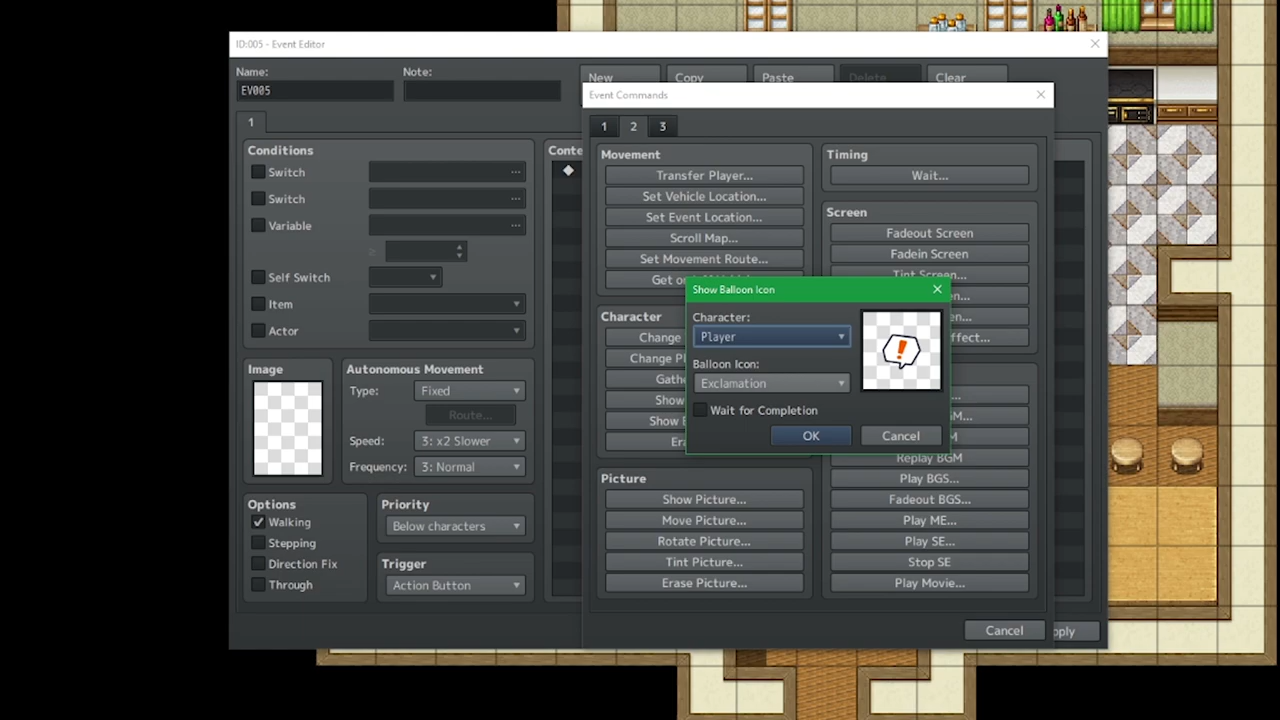 ID:005 - Event Editor
Name:
Note:
EV005
New
Copy
Paste
Delete
Clear
1
Conditions
Switch
...
Switch
...
Variable
...
≥
Self Switch
Item
Actor
Image
Autonomous Movement
Type:
Fixed
Route...
Speed:
3: x2 Slower
Frequency:
3: Normal
Options
Walking
Stepping
Direction Fix
Through
Priority
Below characters
Trigger
Action Button
Conte
Event Commands
1
2
3
Movement
Transfer Player...
Set Vehicle Location...
Set Event Location...
Scroll Map...
Set Movement Route...
Character
Change
Show
Picture
Show Picture...
Move Picture...
Rotate Picture...
Tint Picture...
Erase Picture...
Timing
Wait...
Screen
Fadeout Screen
Fadein Screen
Tint Screen...
Replay BGM
Play BGS...
Fadeout BGS...
Play ME...
Play SE...
Stop SE
Play Movie...
Cancel
pply
Show Balloon Icon
Character:
Player
Balloon Icon:
Exclamation
Wait for Completion
OK
Cancel